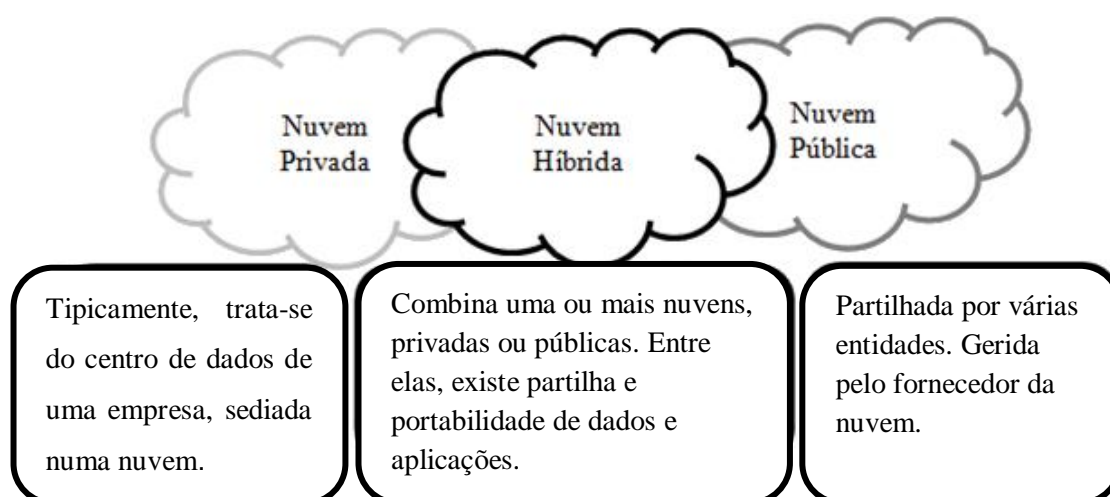 Nuvem
Privada
Nuvem
Híbrida
Nuvem
Pública
Tipicamente, trata-se
do centro de dados de
uma empresa, sediada
numa nuvem.
Combina uma ou mais nuvens,
privadas ou públicas. Entre
elas, existe partilha e
portabilidade de dados e
aplicações.
Partilhada por várias
entidades. Gerida
pelo fornecedor da
nuvem.